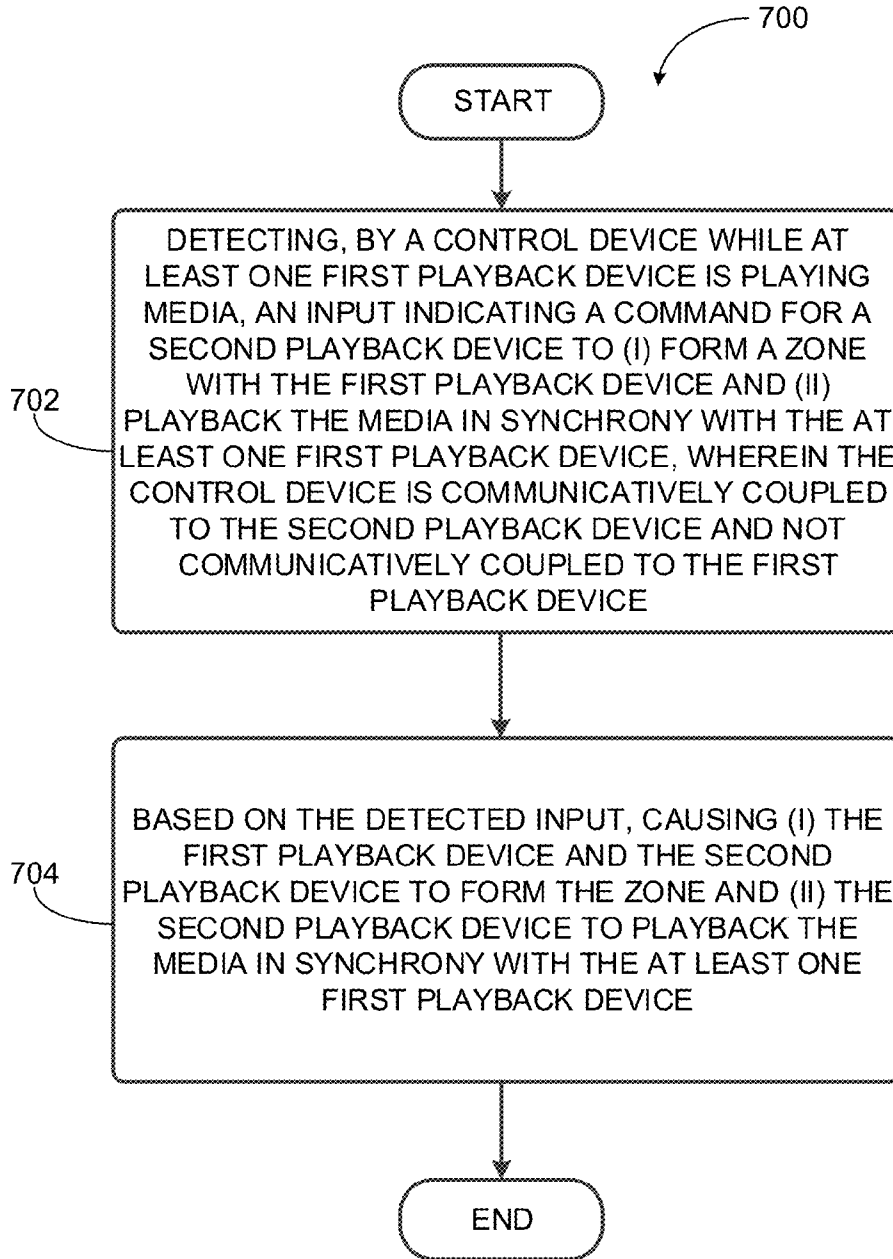 700
START
DETECTING, BY A CONTROL DEVICE WHILE AT
LEAST ONE FIRST PLAYBACK DEVICE IS PLAYING
MEDIA, AN INPUT INDICATING A COMMAND FOR A
SECOND PLAYBACK DEVICE TO (I) FORM A ZONE
WITH THE FIRST PLAYBACK DEVICE AND (II)
PLAYBACK THE MEDIA IN SYNCHRONY WITH THE AT
LEAST ONE FIRST PLAYBACK DEVICE, WHEREIN THE
CONTROL DEVICE IS COMMUNICATIVELY COUPLED
TO THE SECOND PLAYBACK DEVICE AND NOT
COMMUNICATIVELY COUPLED TO THE FIRST
PLAYBACK DEVICE
702
BASED ON THE DETECTED INPUT, CAUSING (I) THE
FIRST PLAYBACK DEVICE AND THE SECOND
PLAYBACK DEVICE TO FORM THE ZONE AND (II) THE
SECOND PLAYBACK DEVICE TO PLAYBACK THE
MEDIA IN SYNCHRONY WITH THE AT LEAST ONE
FIRST PLAYBACK DEVICE
704
END